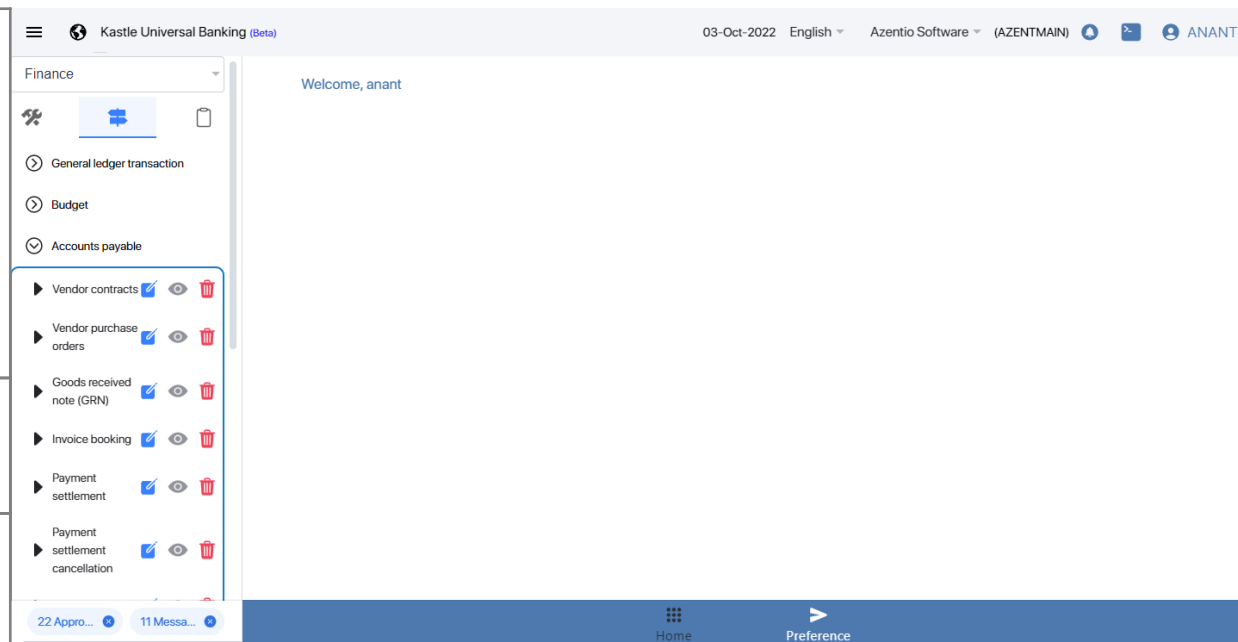 Kastle Universal Banking (Beta)
03-Oct-2022 English Azentio Software (AZENTMAIN) ANANT
Finance
Welcome, anant
General ledger transaction
Budget
Accounts payable
Vendor contracts
Vendor purchase
orders
Goods received
note (GRN)
Invoice booking
Payment
settlement
Payment
settlement
cancellation
22 Appro... 11 Messa...
Home Preference